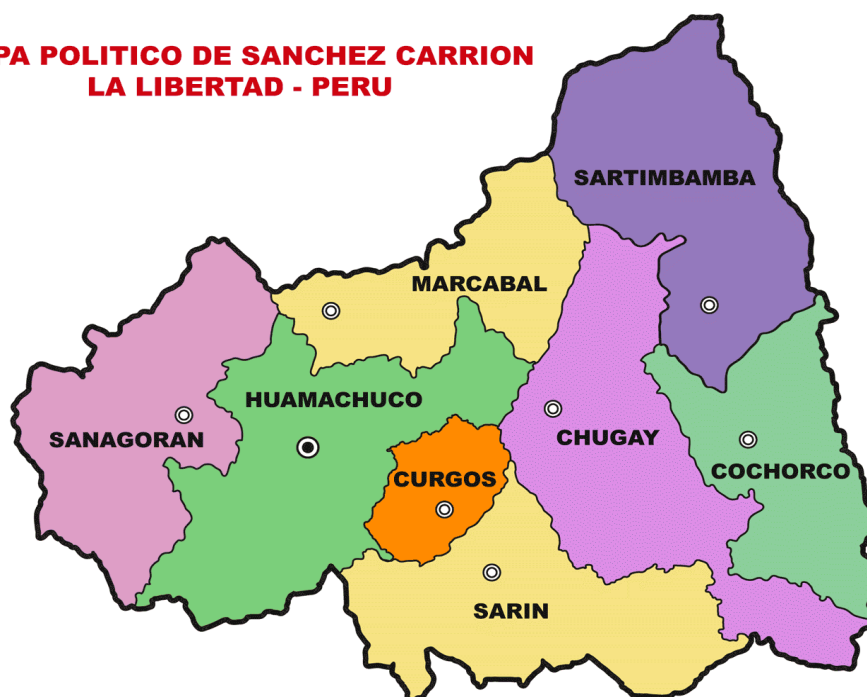 PA POLITICO DE SANCHEZ CARRION
LA LIBERTAD - PERU
SARTIMBAMBA
MARCABAL
HUAMACHUCO
SANAGORAN
CHUGAY
CURGOS
COCHORCO
SARIN